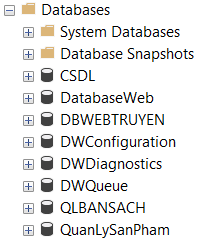 Databases
System Databases
Database Snapshots
CSDL
DatabaseWeb
DBWEBTRUYEN
DWConfiguration
DWDiagnostics
DWQueue
QLBANSACH
QuanLySanPham